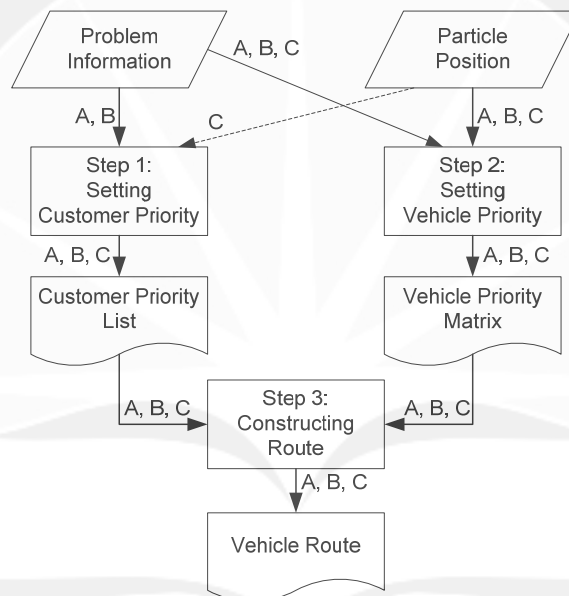 Problem
Information
Particle
Position
A, B, C
A, B
C
A, B, C
Step 1:
Setting
Customer Priority
Step 2:
Setting
Vehicle Priority
A, B, C
A, B, C
Customer Priority
List
Vehicle Priority
Matrix
A, B, C
Step 3:
Constructing
Route
A, B, C
A, B, C
Vehicle Route